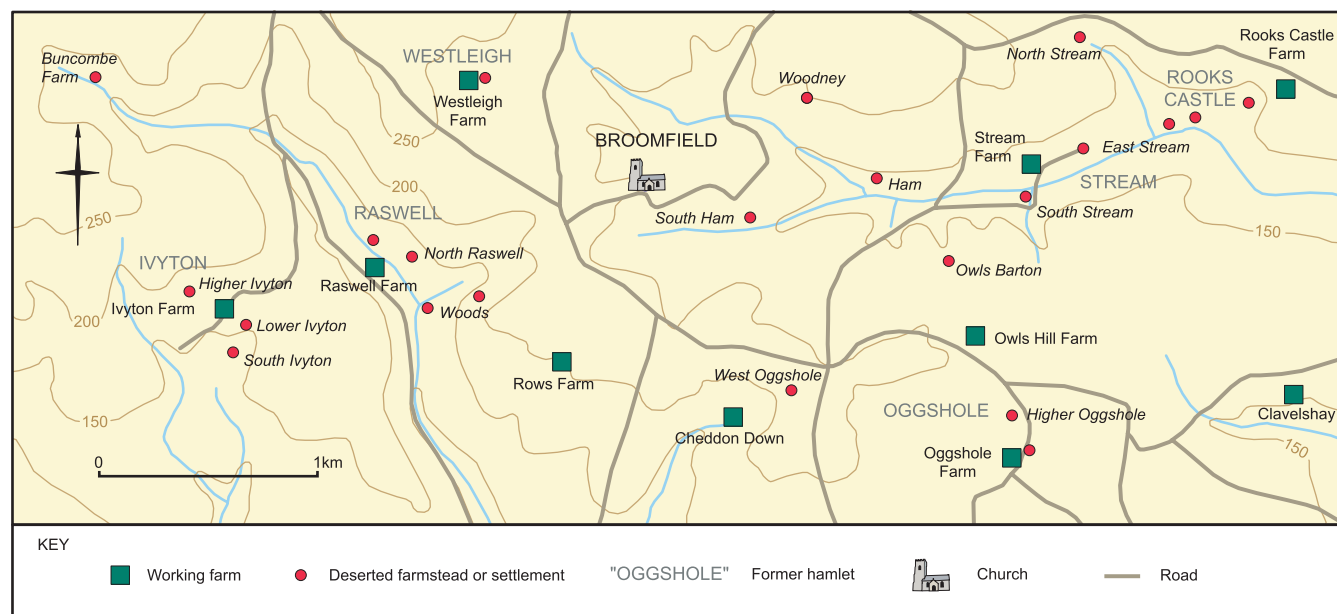 Buncombe
Farm
WESTLEIGH
Westleigh
Farm
250
BROOMFIELD
Woodney
North Stream
Rooks Castle
Farm
ROOKS
CASTLE
Stream
Farm
East Stream
STREAM
South Stream
Ham
South Ham
200
250
RASWELL
North Raswell
Raswell Farm
Woods
IVYTON
Higher Ivyton
Ivyton Farm
Lower Ivyton
South Ivyton
200
150
150
Owls Barton
Owls Hill Farm
Rows Farm
West Oggshole
Cheddon Down
OGGSHOLE
Higher Oggshole
Oggshole
Farm
Clavelshay
150
0
1km
KEY
Working farm
Deserted farmstead or settlement
"OGGSHOLE"
Former hamlet
Church
Road